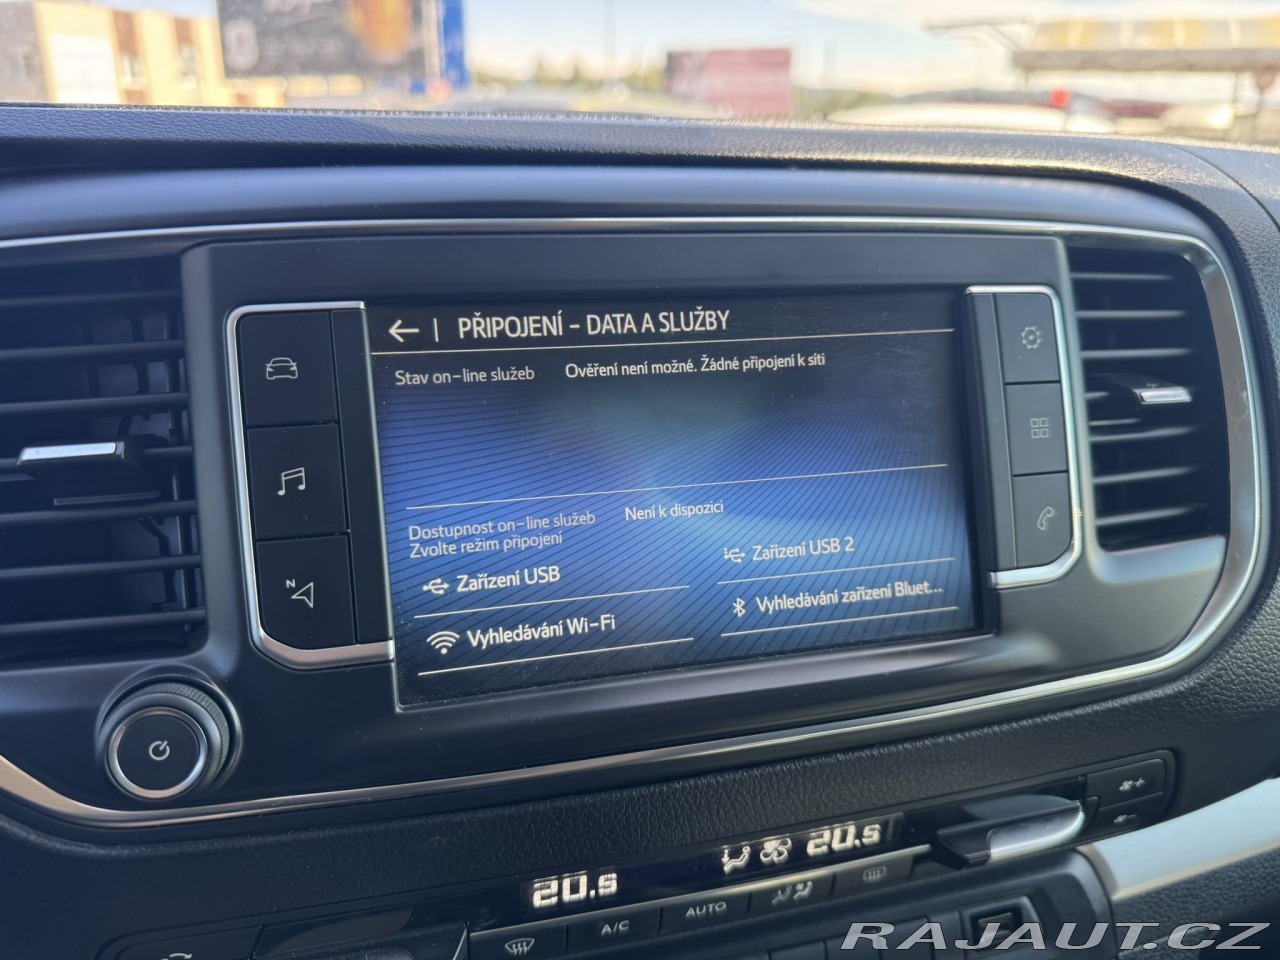 ← | PŘIPOJENÍ - DATA A SLUŽBY
Stav on-line služeb Ověření není možné. Žádné připojení k síti
Dostupnost on-line služeb Není k dispozici
Zvolte režim připojení
Zařízení USB Zařízení USB 2
Vyhledávání Wi-Fi Vyhledávání zařízení Bluet...
N
20.5 20.5
A/C AUTO
RAJAUT.CZ